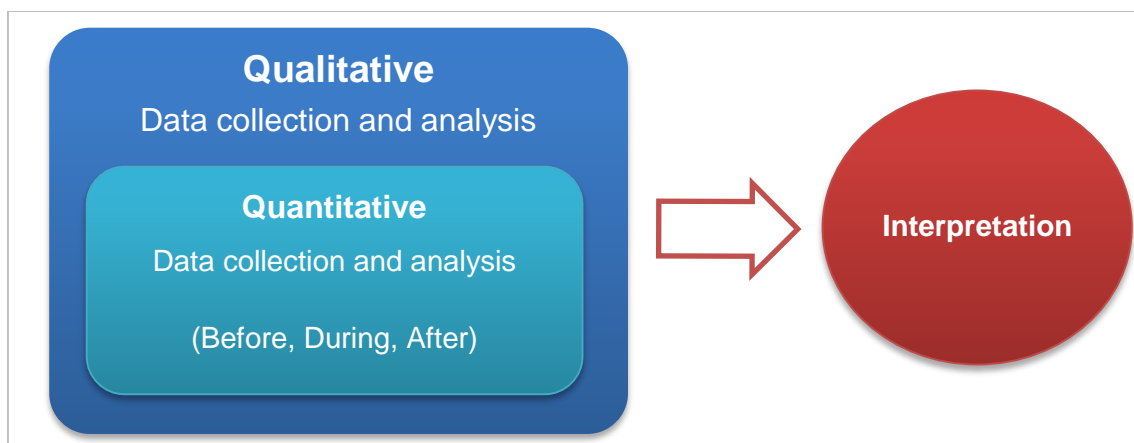 Qualitative
Data collection and analysis
Quantitative
Data collection and analysis
(Before, During, After)
Interpretation